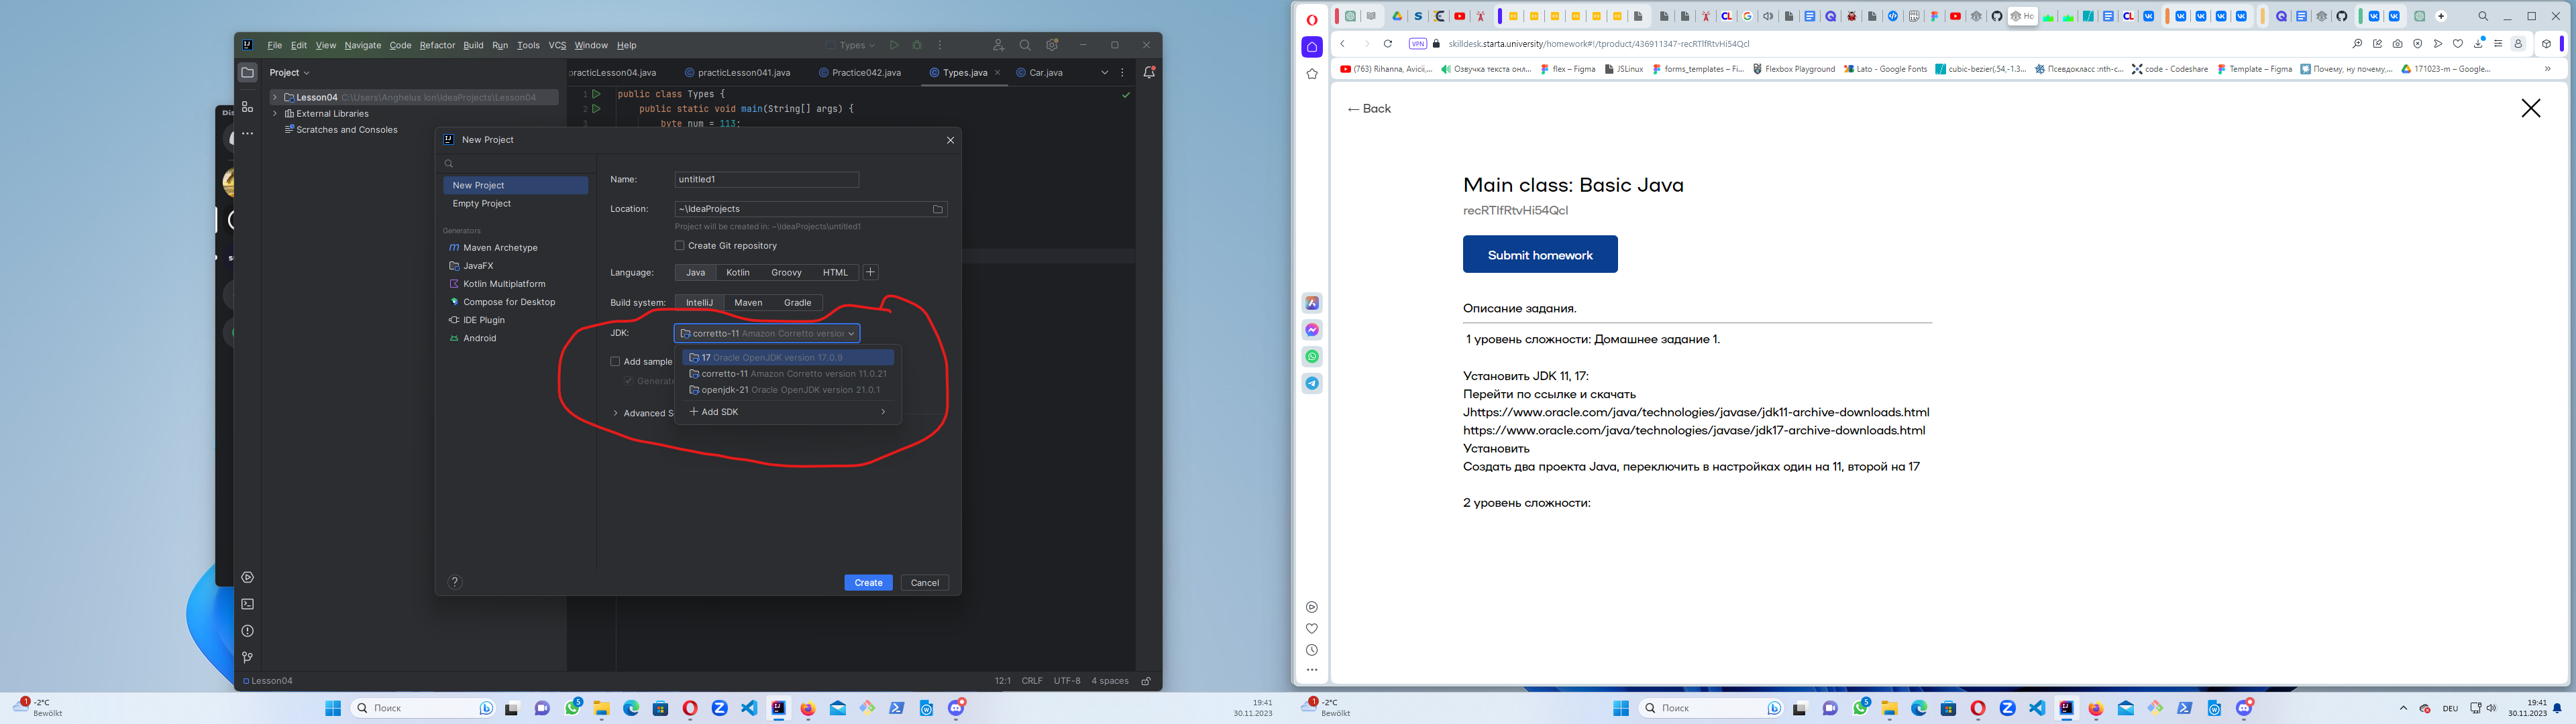 File Edit View Navigate Code Refactor Build Run Tools VCS Window Help
Types
Project
practicLesson04.java practicLesson041.java Practice042.java Types.java Car.java
Lesson04 C:\Users\Anghelus Ion\IdeaProjects\Lesson04
External Libraries
Scratches and Consoles
1 public class Types {
2 public static void main(String[] args) {
3 byte num = 113;
New Project
New Project
Empty Project
Generators
Maven Archetype
JavaFX
Kotlin Multiplatform
Compose for Desktop
IDE Plugin
Android
Name: untitled1
Location: ~\IdeaProjects
Project will be created in: ~\IdeaProjects\untitled1
Create Git repository
Language: Java Kotlin Groovy HTML
Build system: IntelliJ Maven Gradle
JDK: corretto-11 Amazon Corretto version
17 Oracle OpenJDK version 17.0.9
corretto-11 Amazon Corretto version 11.0.21
openjdk-21 Oracle OpenJDK version 21.0.1
Add SDK
Add sample
Generate
Advanced S
? Create Cancel
Lesson04 12:1 CRLF UTF-8 4 spaces
VPN skilldesk.starta.university/homework#!/tproduct/436911347-recRTlfRtvHi54Qcl
(763) Rihanna, Avicii,... Озвучка текста онл... flex – Figma JSLinux forms_templates – Fi... Flexbox Playground Lato - Google Fonts cubic-bezier(.54,-1.3... Псевдокласс :nth-c... code - Codeshare Template – Figma Почему, ну почему,... 171023-m – Google...
← Back
Main class: Basic Java
recRTlfRtvHi54Qcl
Submit homework
Описание задания.
1 уровень сложности: Домашнее задание 1.
Установить JDK 11, 17:
Перейти по ссылке и скачать
Jhttps://www.oracle.com/java/technologies/javase/jdk11-archive-downloads.html
https://www.oracle.com/java/technologies/javase/jdk17-archive-downloads.html
Установить
Создать два проекта Java, переключить в настройках один на 11, второй на 17
2 уровень сложности:
1 -2°C
Bewölkt
Поиск
5
19:41
30.11.2023
1 -2°C
Bewölkt
Поиск
5
DEU
19:41
30.11.2023